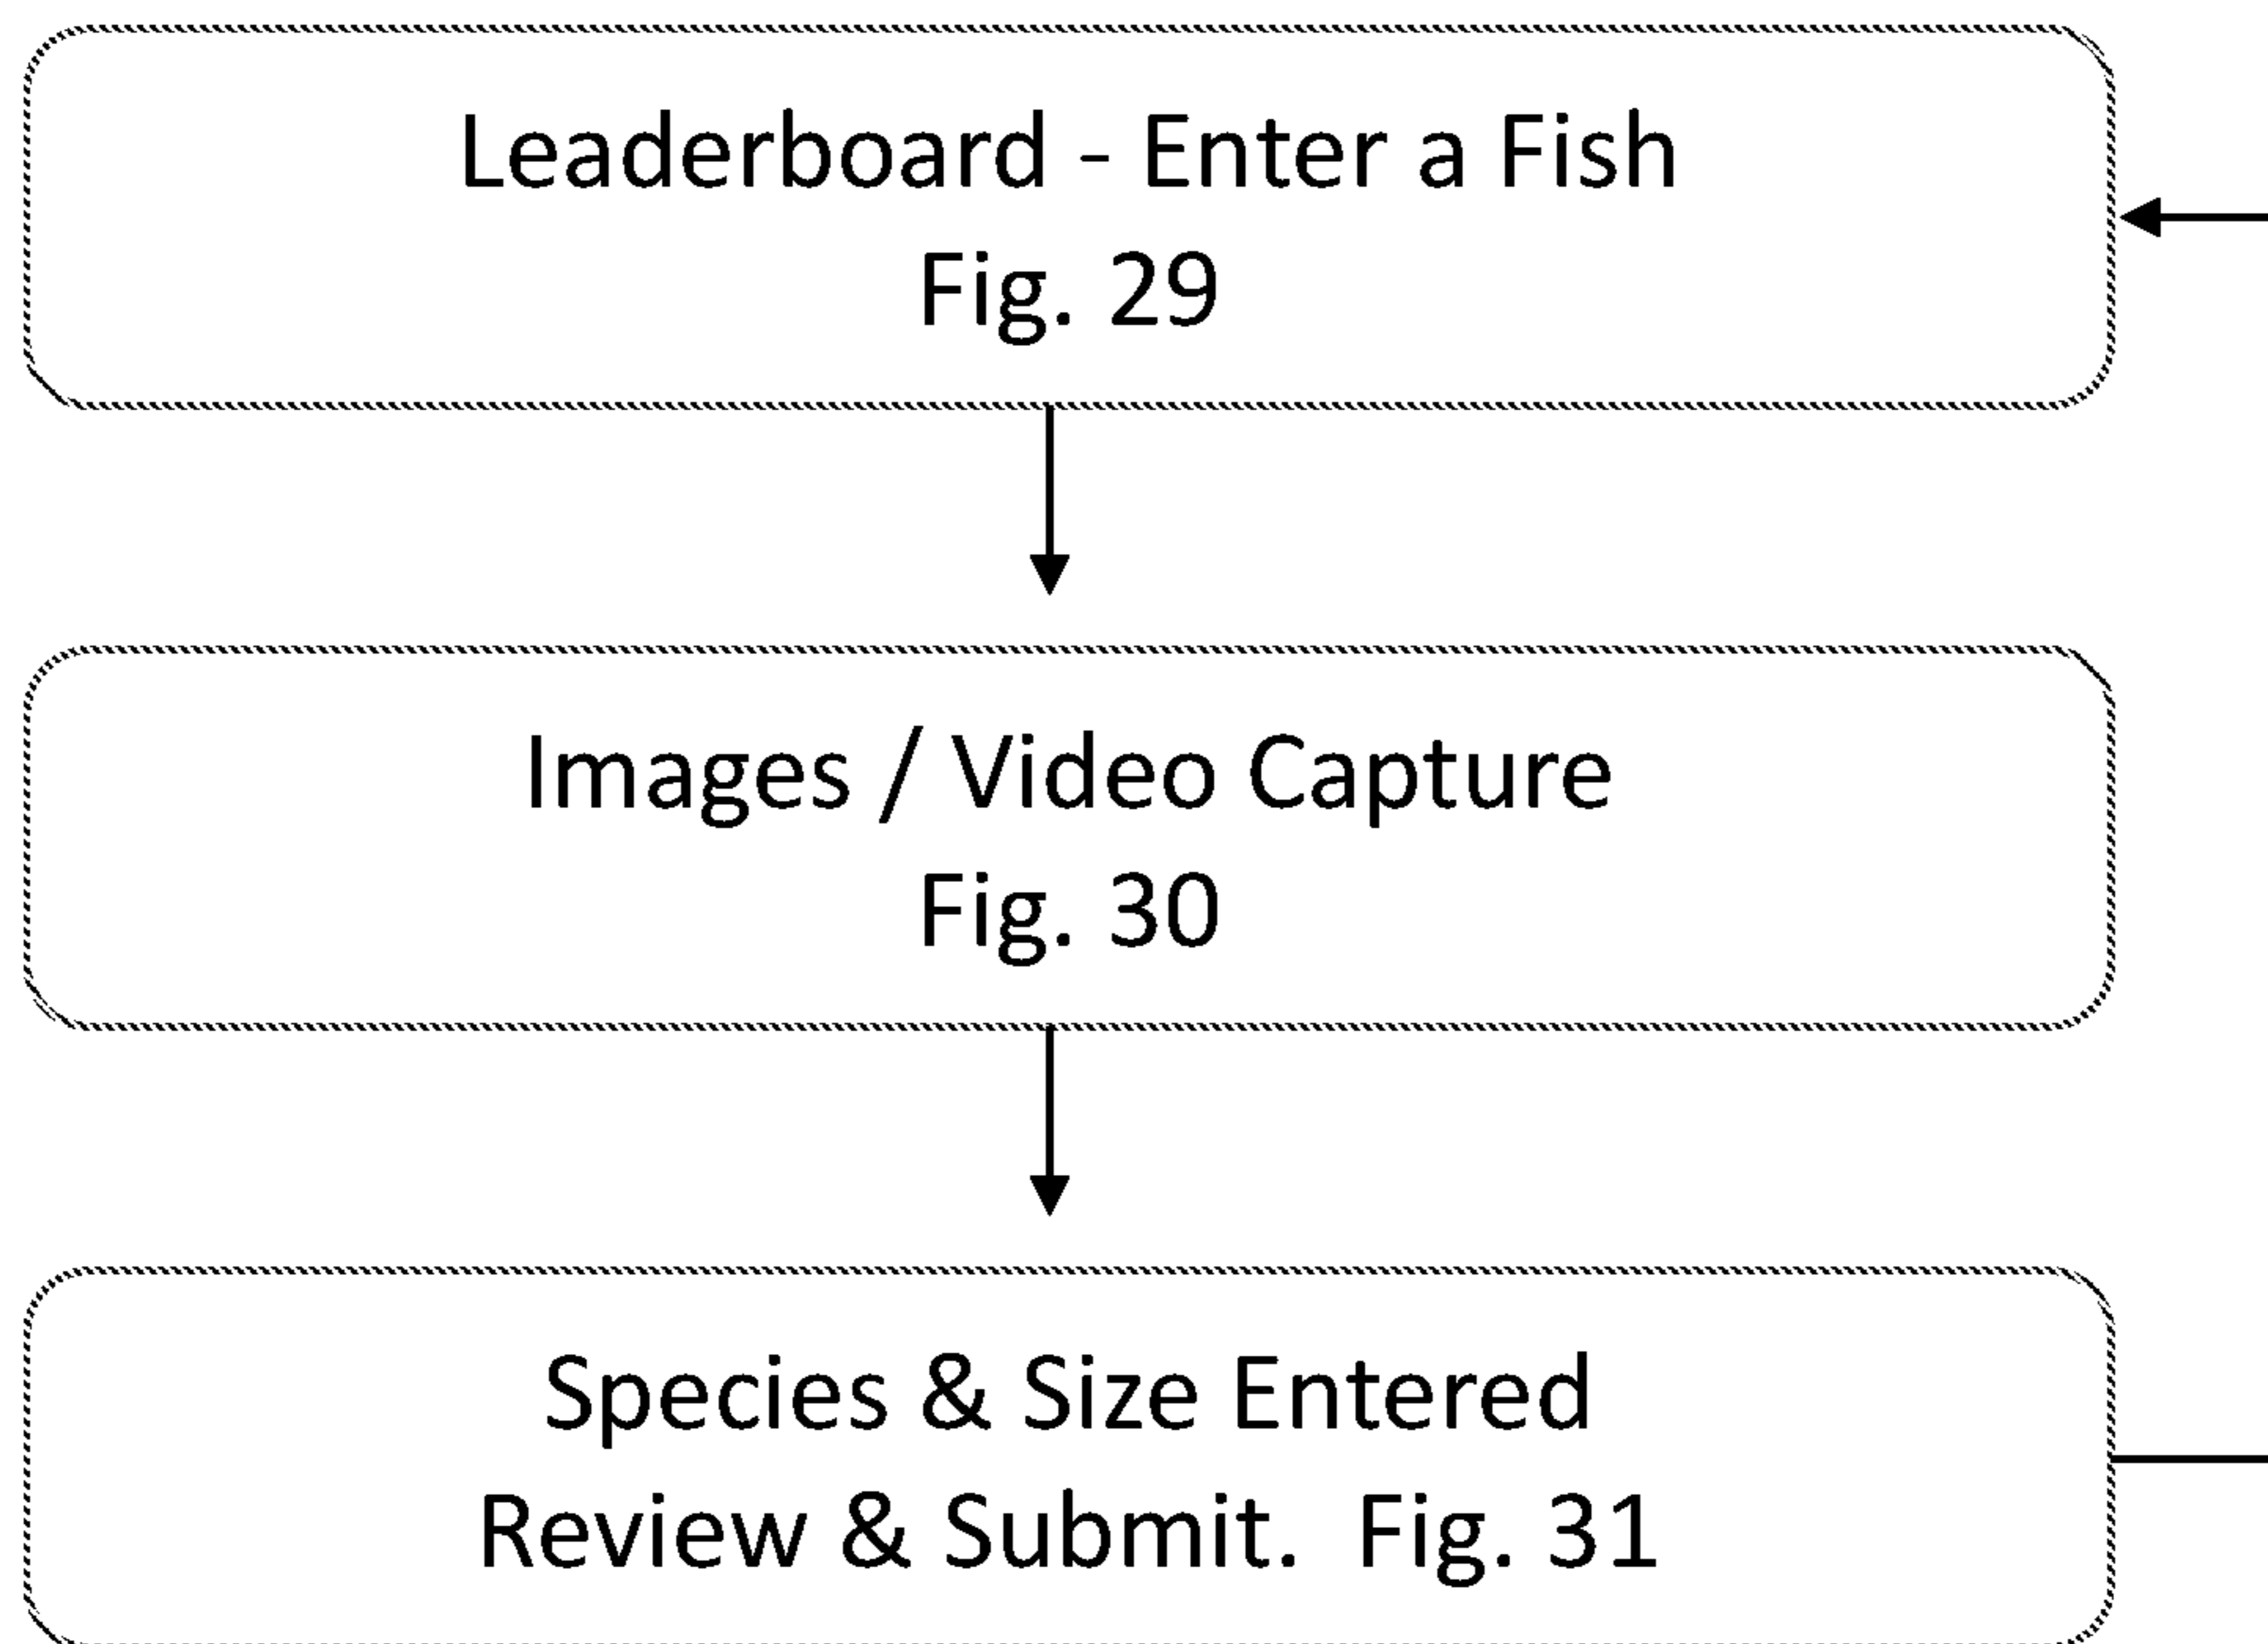 Leaderboard - Enter a Fish
Fig. 29
Images / Video Capture
Fig. 30
Species & Size Entered
Review & Submit.  Fig. 31